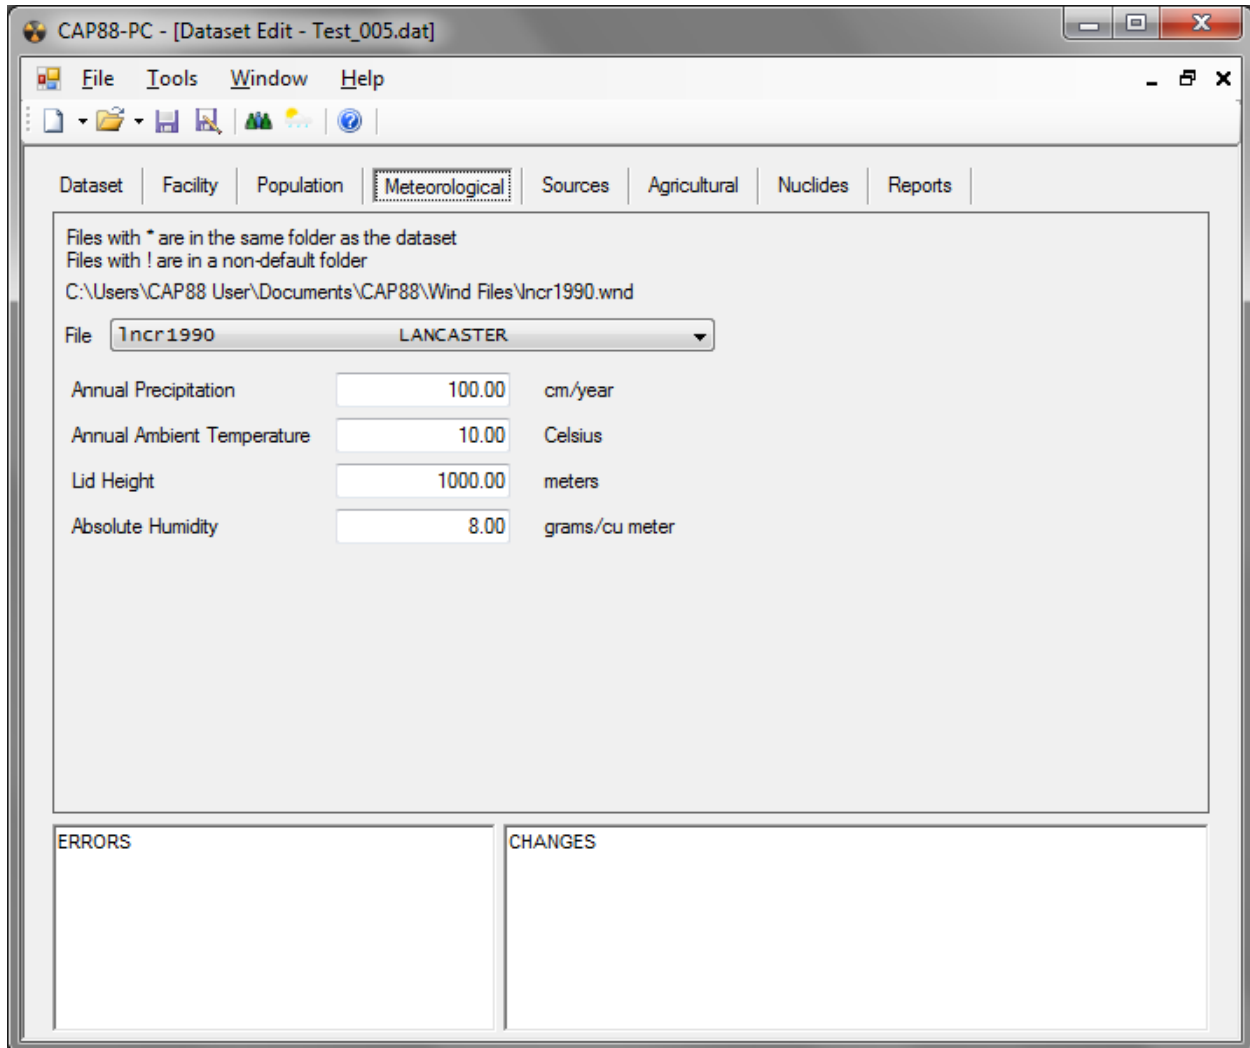 CAP88-PC - [Dataset Edit - Test_005.dat]
File Tools Window Help
Dataset Facility Population Meteorological Sources Agricultural Nuclides Reports
Files with * are in the same folder as the dataset
Files with ! are in a non-default folder
C:\Users\CAP88 User\Documents\CAP88\Wind Files\lncr1990.wnd
File lncr1990 LANCASTER
Annual Precipitation 100.00 cm/year
Annual Ambient Temperature 10.00 Celsius
Lid Height 1000.00 meters
Absolute Humidity 8.00 grams/cu meter
ERRORS CHANGES